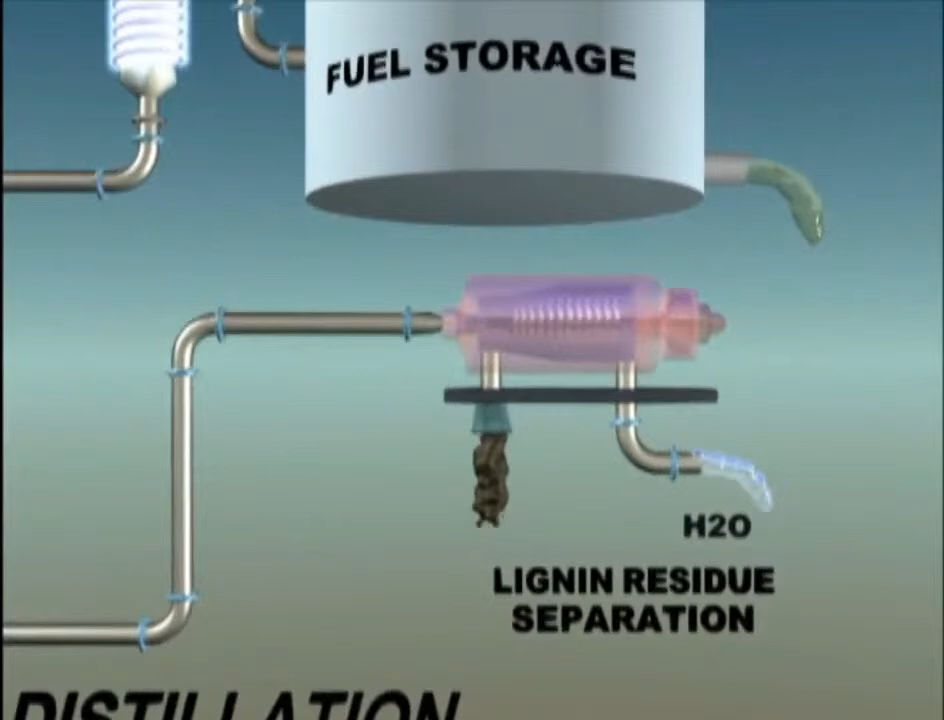 FUEL STORAGE
H2O
LIGNIN RESIDUE
SEPARATION
DISTILLATION